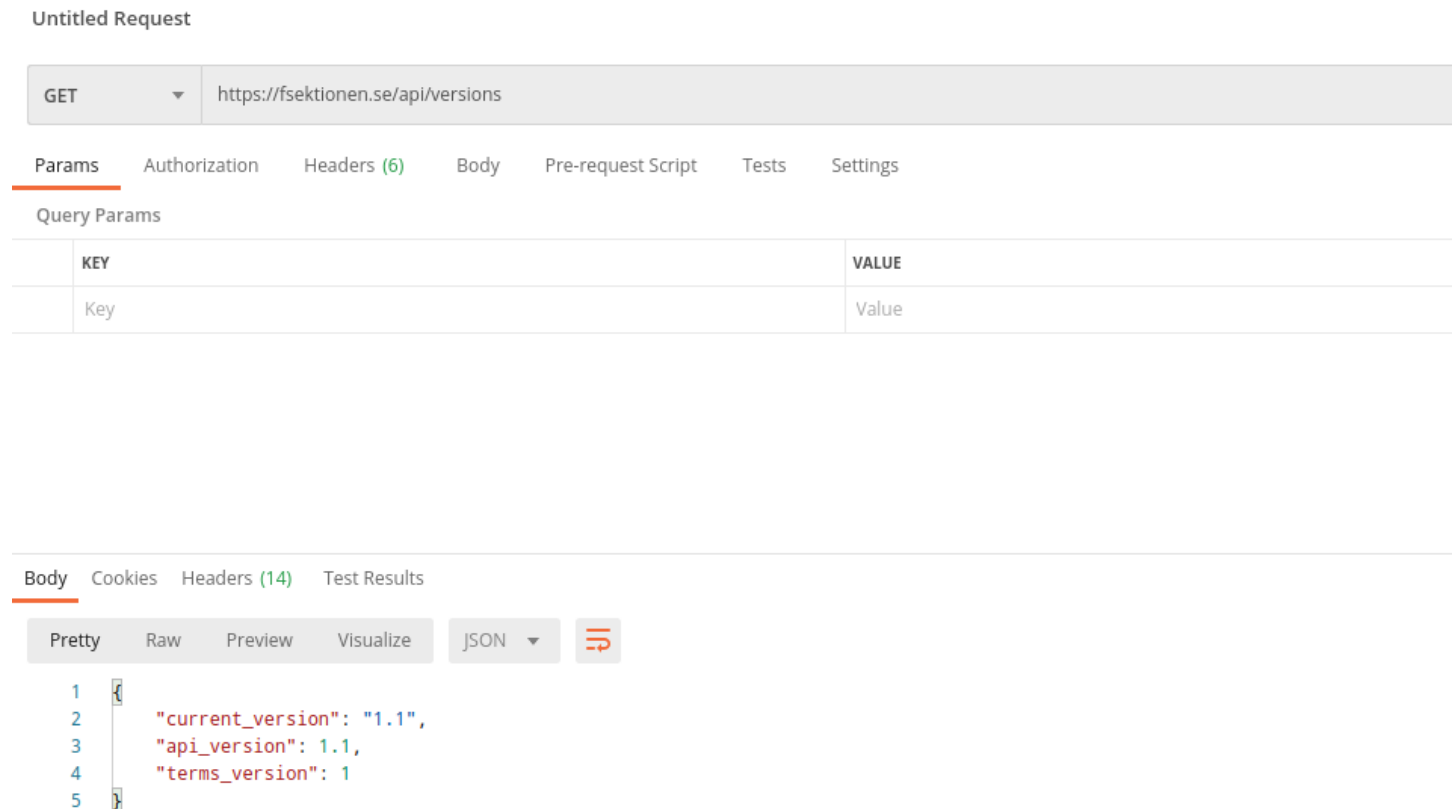 Untitled Request
GET https://fsektionen.se/api/versions
Params Authorization Headers (6) Body Pre-request Script Tests Settings
Query Params
KEY VALUE
Key Value
Body Cookies Headers (14) Test Results
Pretty Raw Preview Visualize JSON
1 {
2 "current_version": "1.1",
3 "api_version": 1.1,
4 "terms_version": 1
5 }